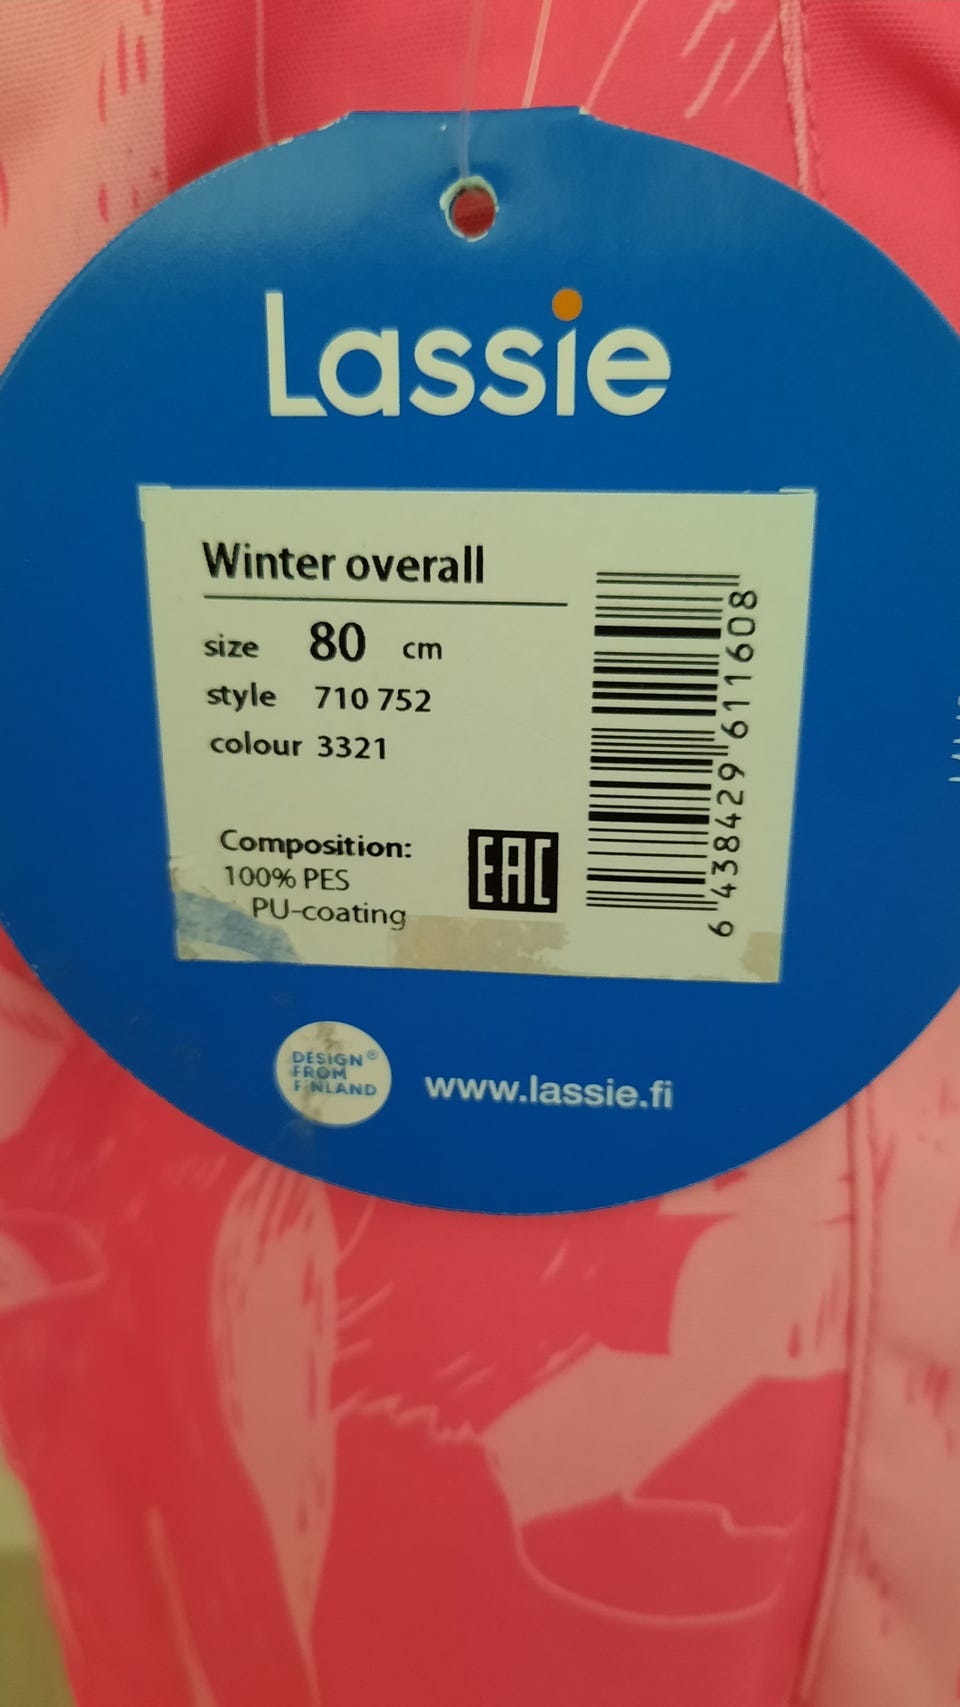 Lassie
Winter overall
size 80 cm
style 710 752
colour 3321
Composition:
100% PES
PU-coating
EAC
6 438429 611608
DESIGN®
FROM
FINLAND
www.lassie.fi